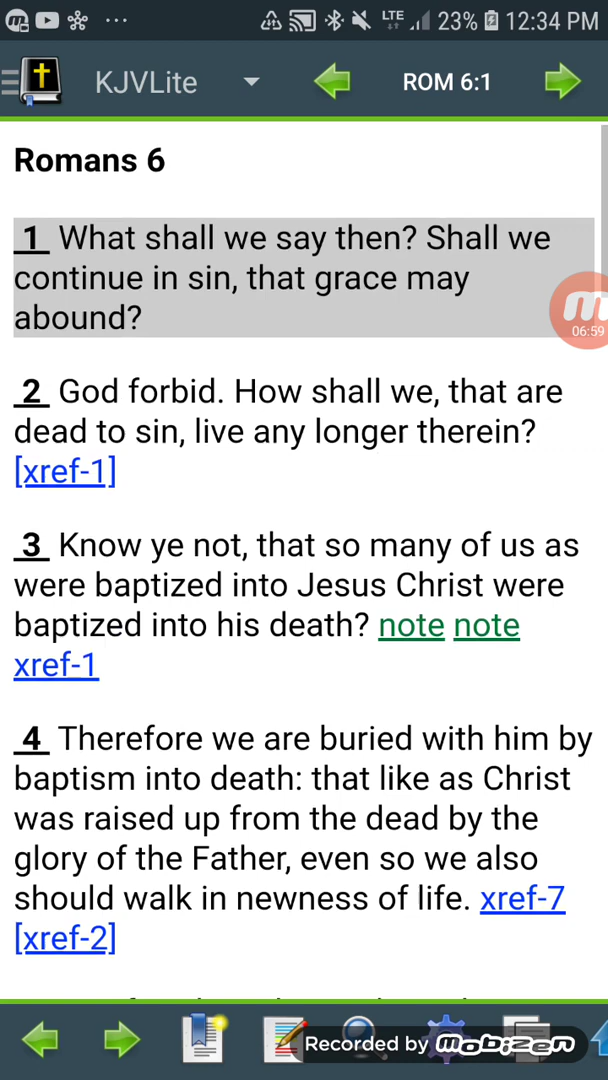 LTE 23% 12:34 PM
KJVLite ROM 6:1
Romans 6
1 What shall we say then? Shall we
continue in sin, that grace may
abound?
06:59
2 God forbid. How shall we, that are
dead to sin, live any longer therein?
[xref-1]
3 Know ye not, that so many of us as
were baptized into Jesus Christ were
baptized into his death? note note
xref-1
4 Therefore we are buried with him by
baptism into death: that like as Christ
was raised up from the dead by the
glory of the Father, even so we also
should walk in newness of life. xref-7
[xref-2]
Recorded by mobizen